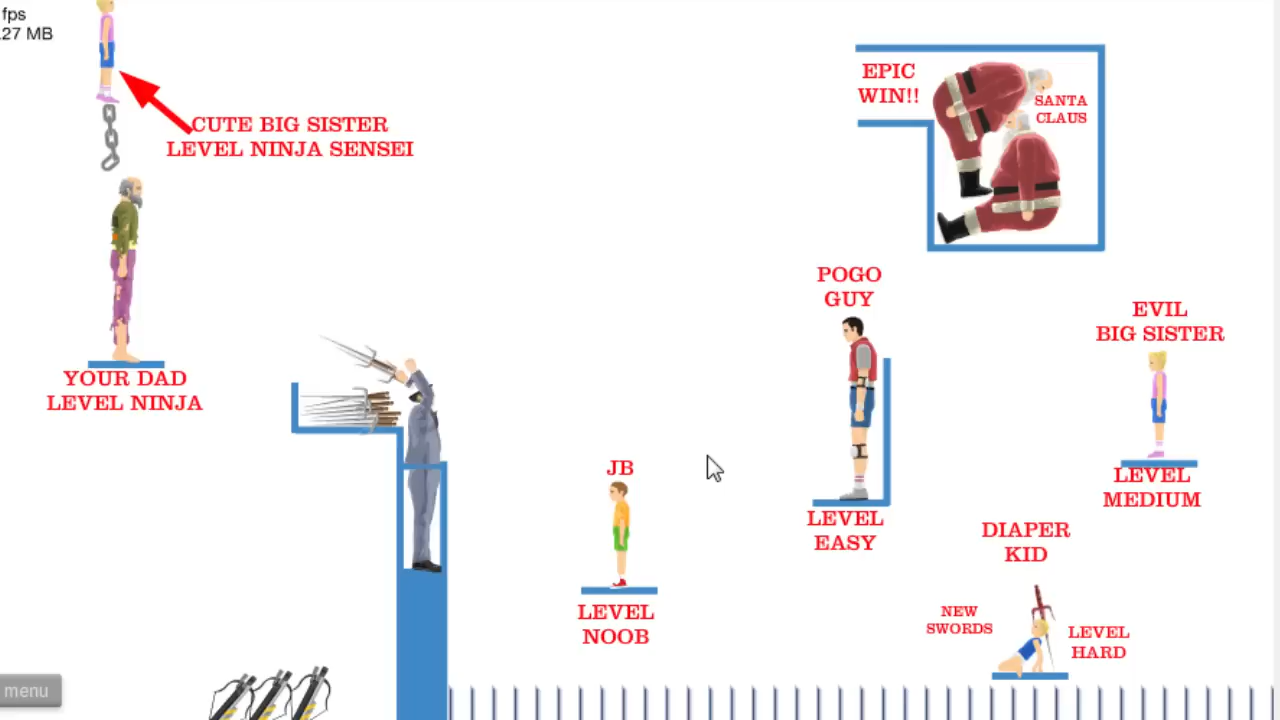 fps
.27 MB
CUTE BIG SISTER
LEVEL NINJA SENSEI
EPIC
WIN!!
SANTA
CLAUS
POGO
GUY
EVIL
BIG SISTER
YOUR DAD
LEVEL NINJA
JB
LEVEL
MEDIUM
LEVEL
EASY
DIAPER
KID
LEVEL
NOOB
NEW
SWORDS
LEVEL
HARD
menu